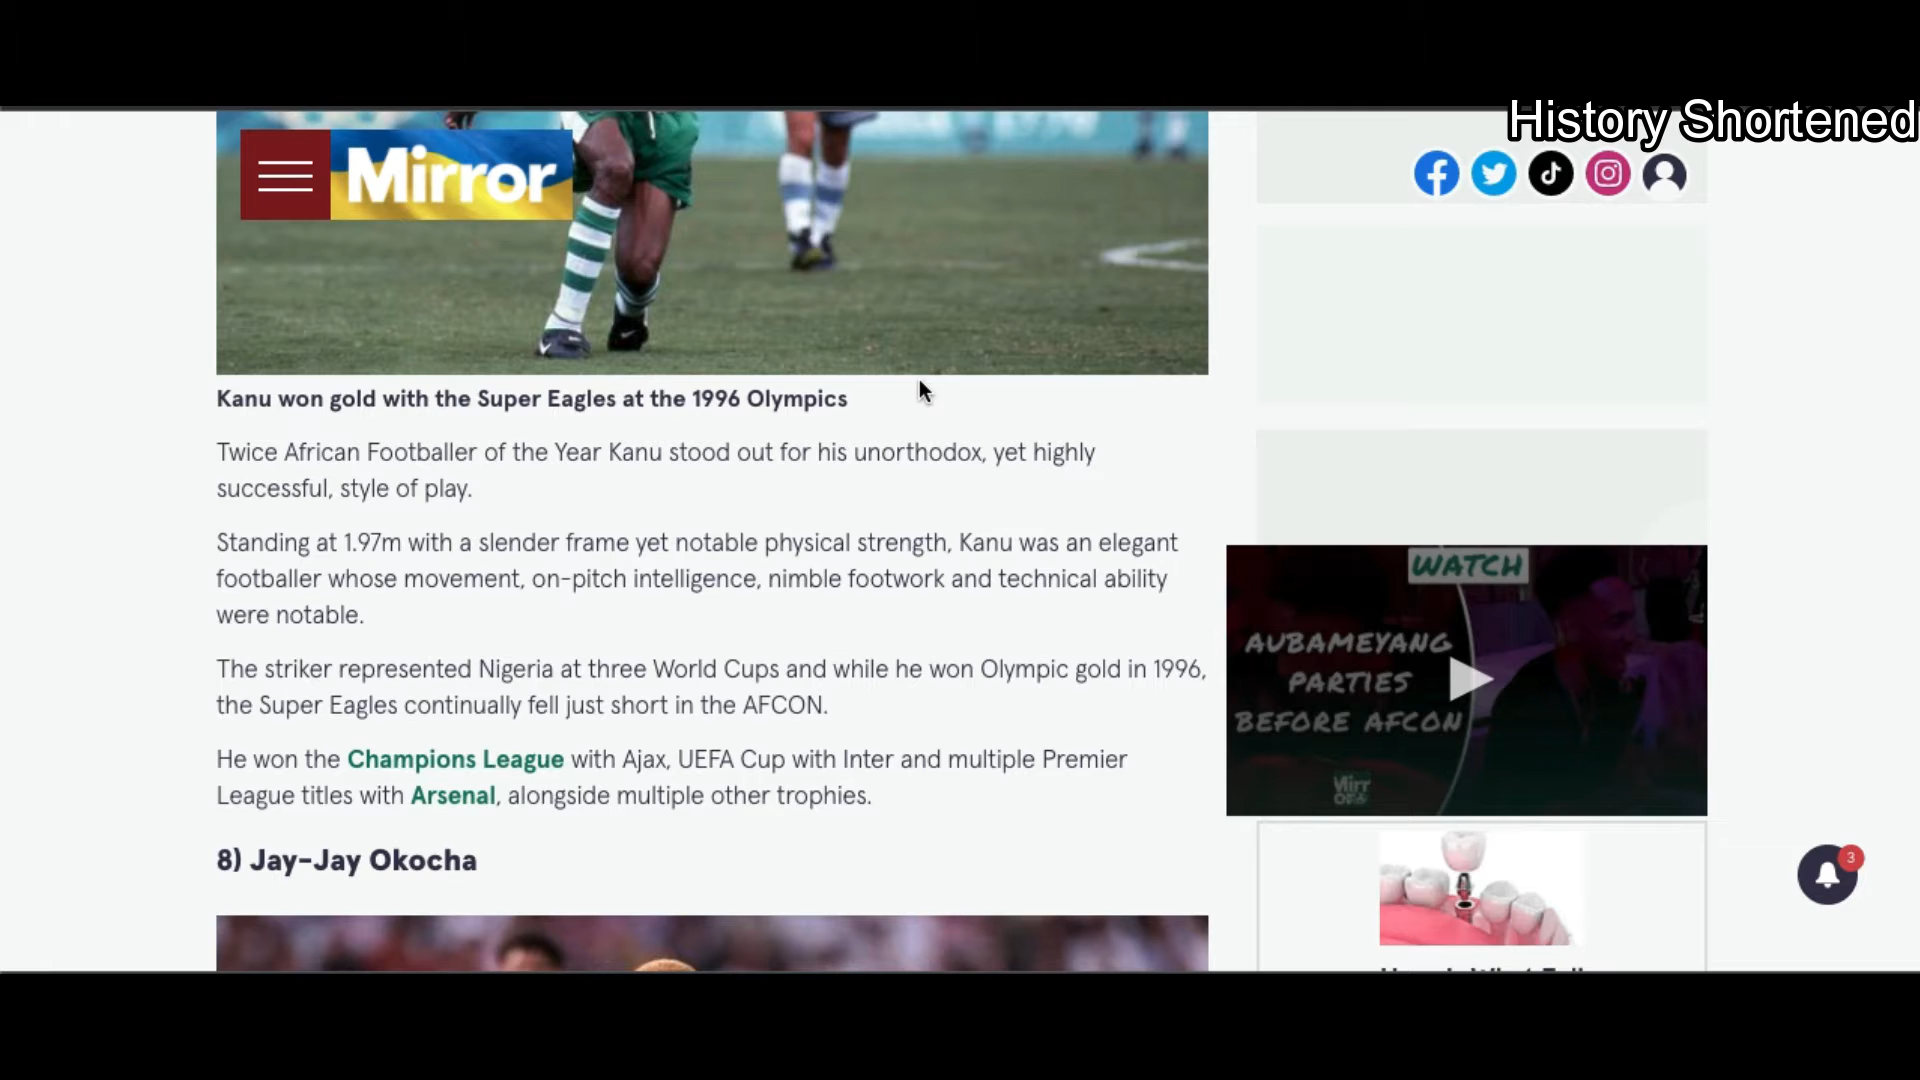 History Shortened
Mirror
Kanu won gold with the Super Eagles at the 1996 Olympics
Twice African Footballer of the Year Kanu stood out for his unorthodox, yet highly
successful, style of play.
Standing at 1.97m with a slender frame yet notable physical strength, Kanu was an elegant
footballer whose movement, on-pitch intelligence, nimble footwork and technical ability
were notable.
The striker represented Nigeria at three World Cups and while he won Olympic gold in 1996,
the Super Eagles continually fell just short in the AFCON.
He won the Champions League with Ajax, UEFA Cup with Inter and multiple Premier
League titles with Arsenal, alongside multiple other trophies.
8) Jay-Jay Okocha
WATCH
AUBAMEYANG
PARTIES
BEFORE AFCON
3